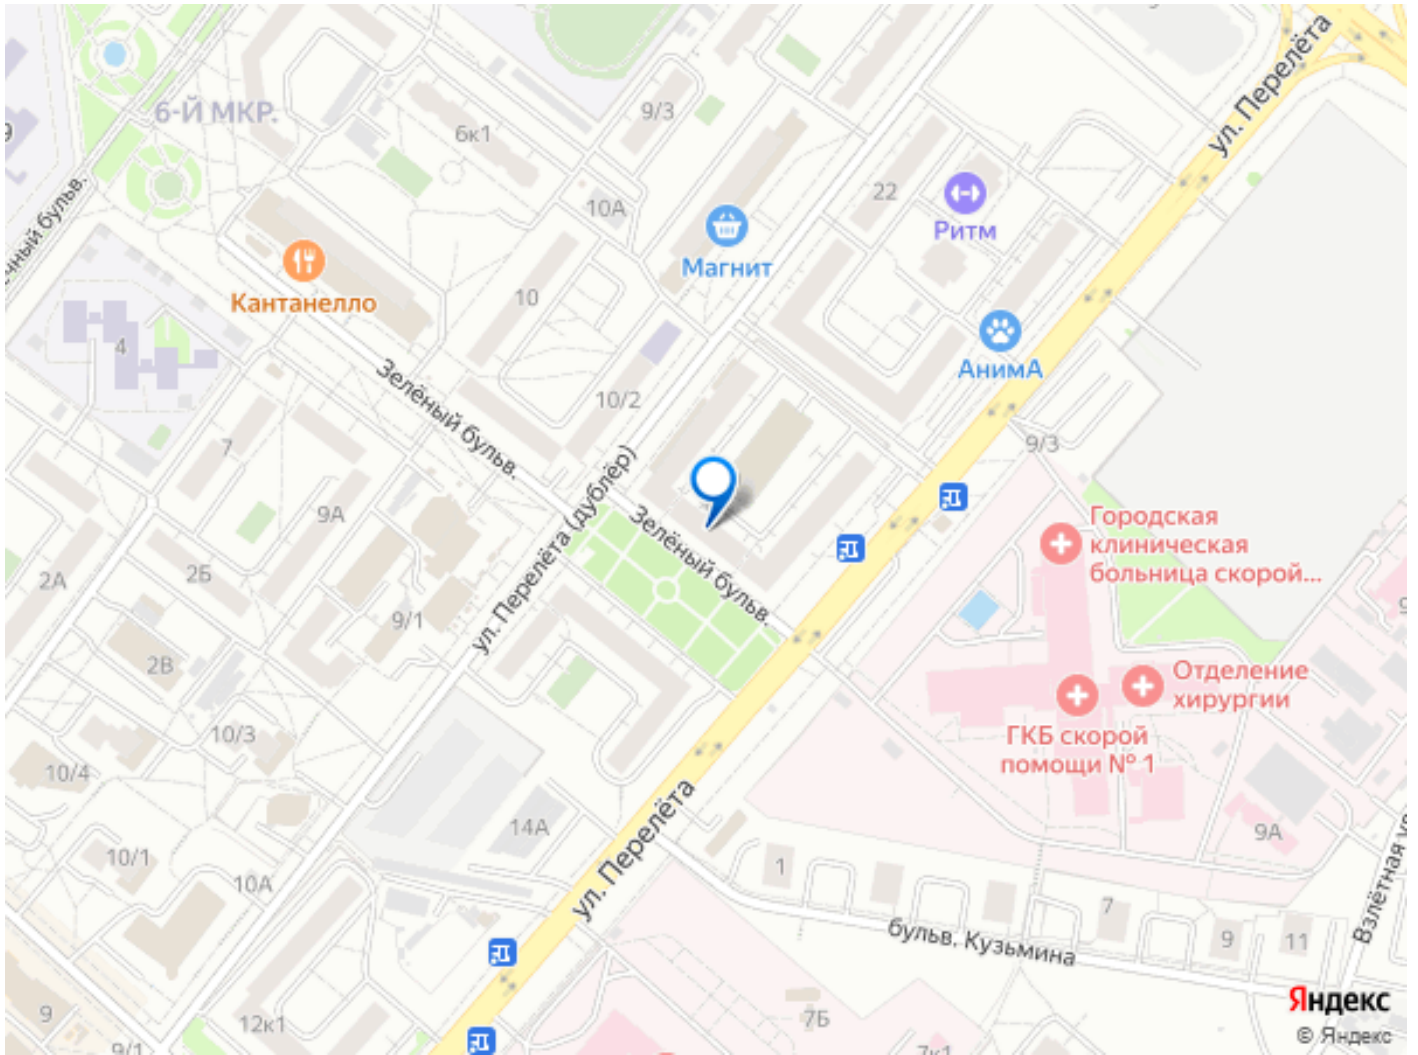 ул. Перелёта
9/3
6-Й МКР.
6к1
9
22
10А
Ритм
Магнит
Кантанелло
10
4
АнимА
Зелёный бульв.
10/2
7
9/3
ул. Перелёта (дублёр)
9А
Зелёный бульв.
Городская
клиническая
больница скорой...
2А
2Б
9/1
2В
Отделение
хирургии
10/3
ГКБ скорой
помощи № 1
10/4
14А
ул. Перелёта
9А
10/1
1
10А
7
Взлётная ул
бульв. Кузьмина
9
11
9
12к1
7Б
9/1
7к1
Яндекс
© Яндекс